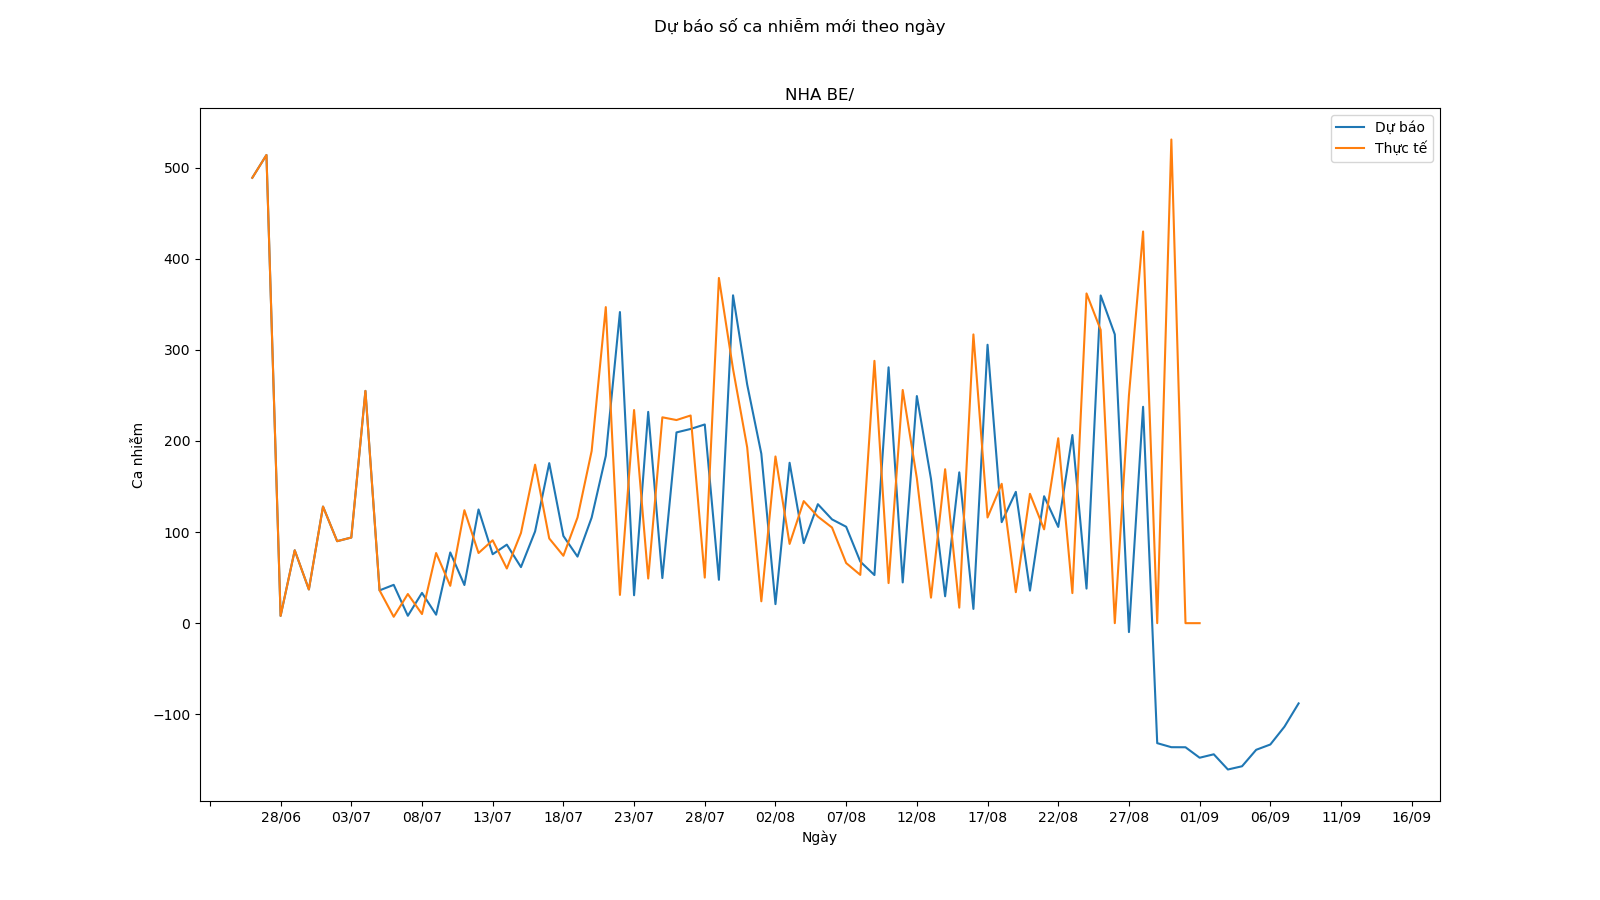 Dự báo số ca nhiễm mới theo ngày
NHA BE/
Dự báo
Thực tế
Ca nhiễm
500
400
300
200
100
0
−100
28/06 03/07 08/07 13/07 18/07 23/07 28/07 02/08 07/08 12/08 17/08 22/08 27/08 01/09 06/09 11/09 16/09
Ngày